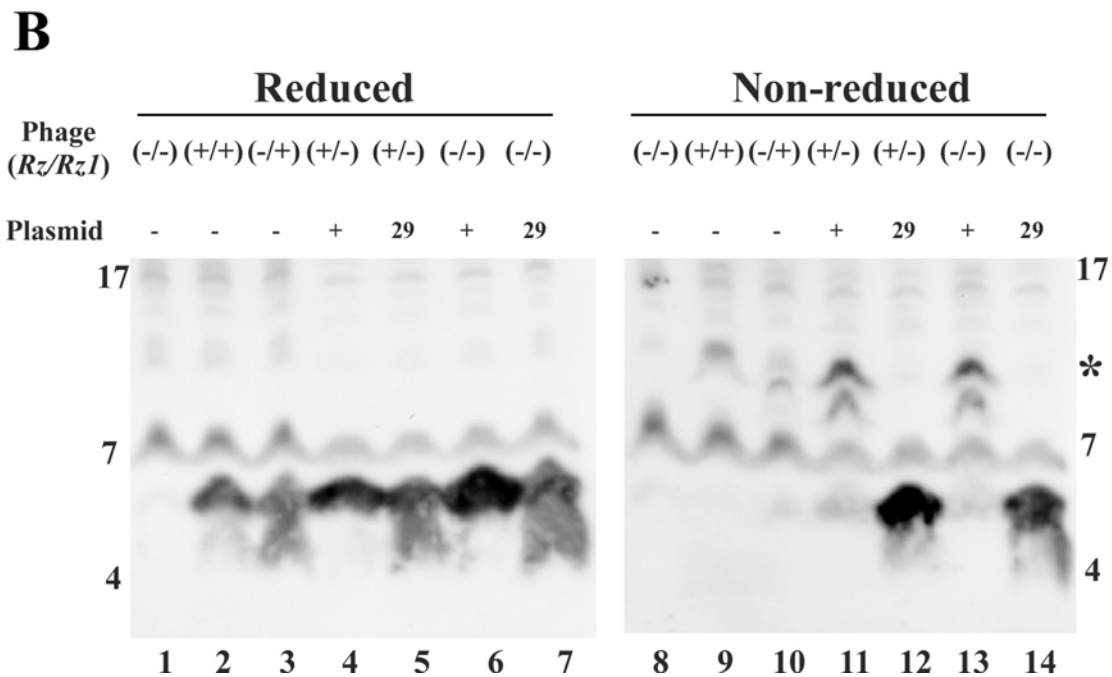 B
Reduced Non-reduced
Phage
(Rz/Rz1) (-/-) (+/+) (-/+) (+/-) (+/-) (-/-) (-/-) (-/-) (+/+) (-/+) (+/-) (+/-) (-/-) (-/-)
Plasmid - - - + 29 + 29 - - - + 29 + 29
17 17
*
7 7
4 4
1 2 3 4 5 6 7 8 9 10 11 12 13 14